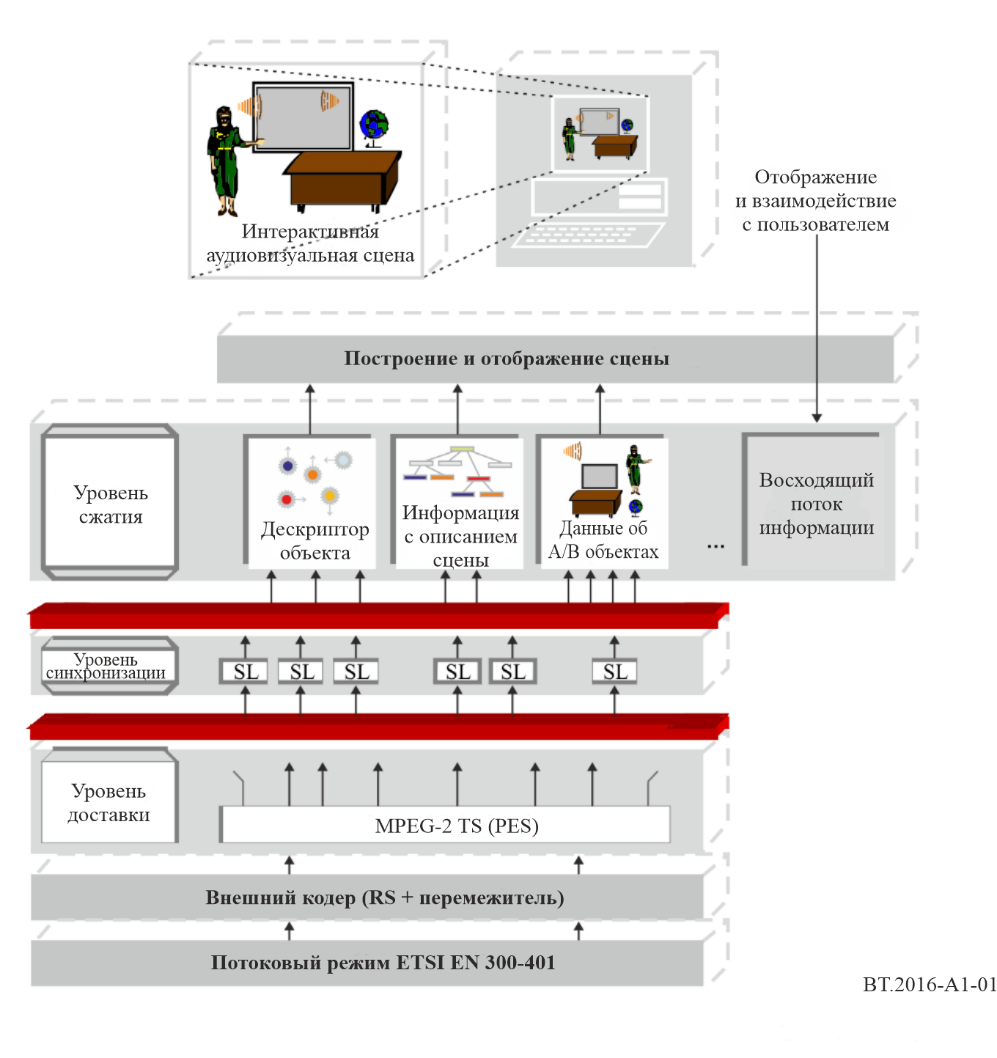 Интерактивная
аудиовизуальная сцена
Отображение
и взаимодействие
с пользователем
Построение и отображение сцены
Уровень
сжатия
Дескриптор
объекта
Информация
с описанием
сцены
Данные об
А/В объектах
...
Восходящий
поток
информации
Уровень
синхронизации
SL
SL
SL
SL
SL
SL
Уровень
доставки
MPEG-2 TS (PES)
Внешний кодер (RS + перемежитель)
Потоковый режим ETSI EN 300-401
BT.2016-A1-01